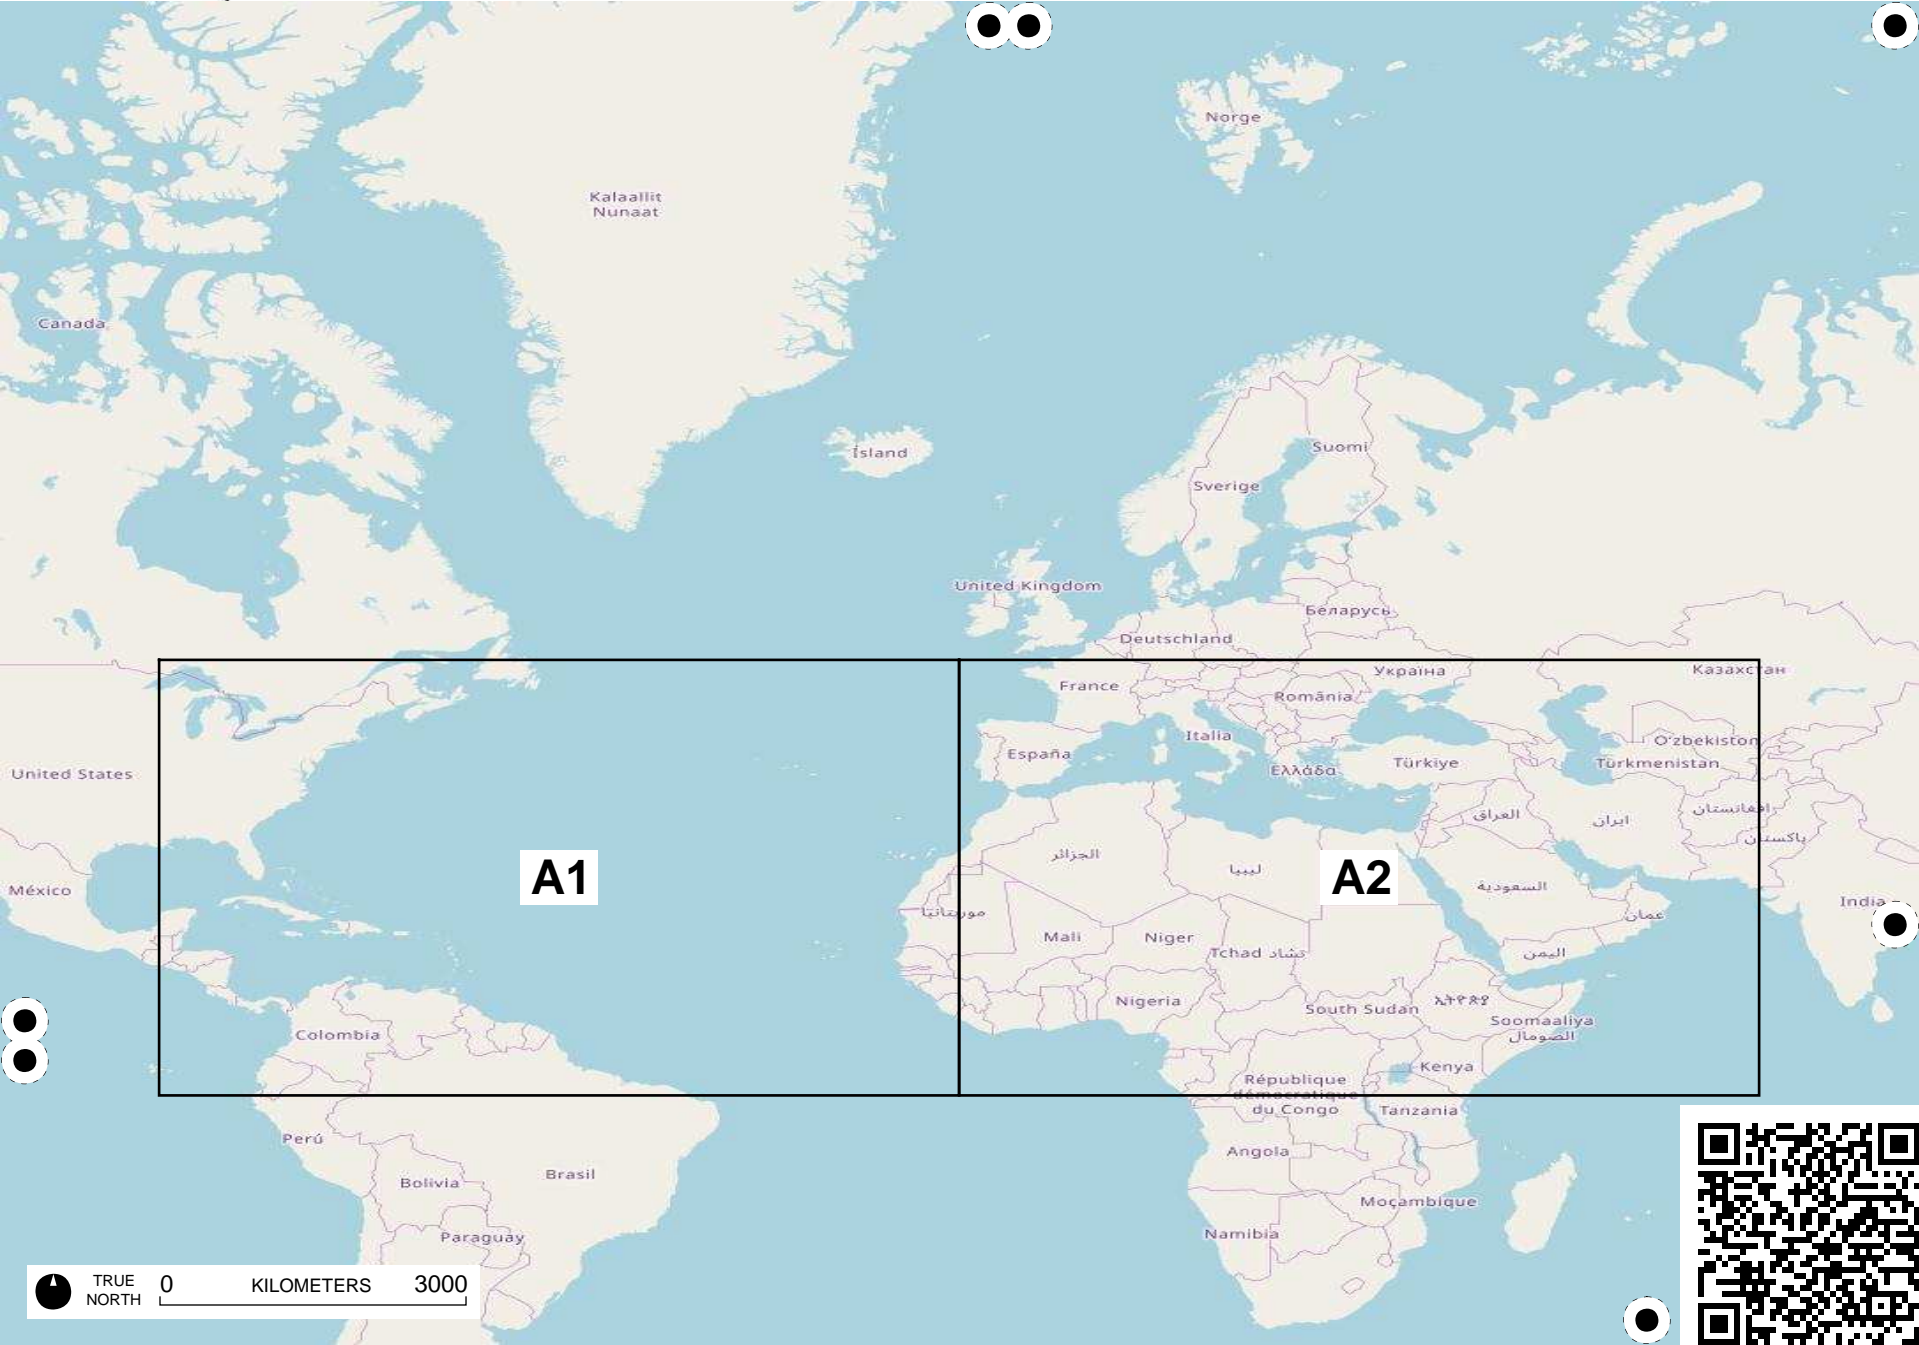 Norge
Kalaallit
Nunaat
Canada
Ísland
Suomi
Sverige
United Kingdom
Беларусь
Deutschland
Україна
Казахстан
France
România
Italia
O'zbekiston
España
Türkiye
Türkmenistan
Ελλάδα
United States
افغانستان
العراق
ایران
پاکستان
الجزائر
ليبيا
A1
A2
México
السعودية
India
موريتانيا
عمان
Mali
Niger
Tchad تشاد
اليمن
Nigeria
South Sudan
ኢትዮጵያ
Soomaaliya
الصومال
Colombia
Kenya
République
démocratique
du Congo
Tanzania
Perú
Angola
Brasil
Bolivia
Moçambique
Paraguay
Namibia
TRUE
NORTH
0 KILOMETERS 3000